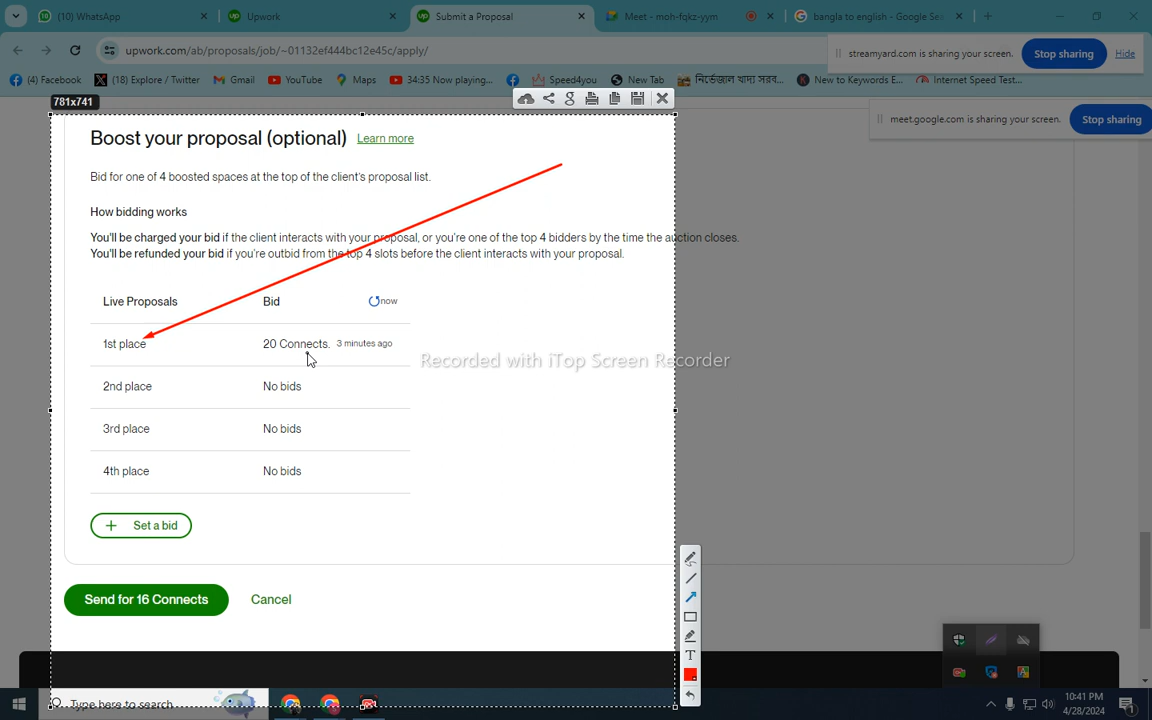 (10) WhatsApp
Upwork
Submit a Proposal
Meet - moh-fqkz-yym
bangla to english - Google Se
upwork.com/ab/proposals/job/~01132ef444bc12e45c/apply/
streamyard.com is sharing your screen.
Stop sharing
Hide
(4) Facebook
(18) Explore / Twitter
Gmail
YouTube
Maps
34:35 Now playing...
Speed4you
New Tab
নির্ভেজাল খাদ্য সরব...
New to Keywords E...
Internet Speed Test...
781x741
meet.google.com is sharing your screen.
Stop sharing
Boost your proposal (optional) Learn more
Bid for one of 4 boosted spaces at the top of the client's proposal list.
How bidding works
You'll be charged your bid if the client interacts with your proposal, or you're one of the top 4 bidders by the time the auction closes.
You'll be refunded your bid if you're outbid from the top 4 slots before the client interacts with your proposal.
Live Proposals Bid now
1st place 20 Connects. 3 minutes ago
Recorded with iTop Screen Recorder
2nd place No bids
3rd place No bids
4th place No bids
+ Set a bid
Send for 16 Connects Cancel
Type here to search
10:41 PM
4/28/2024